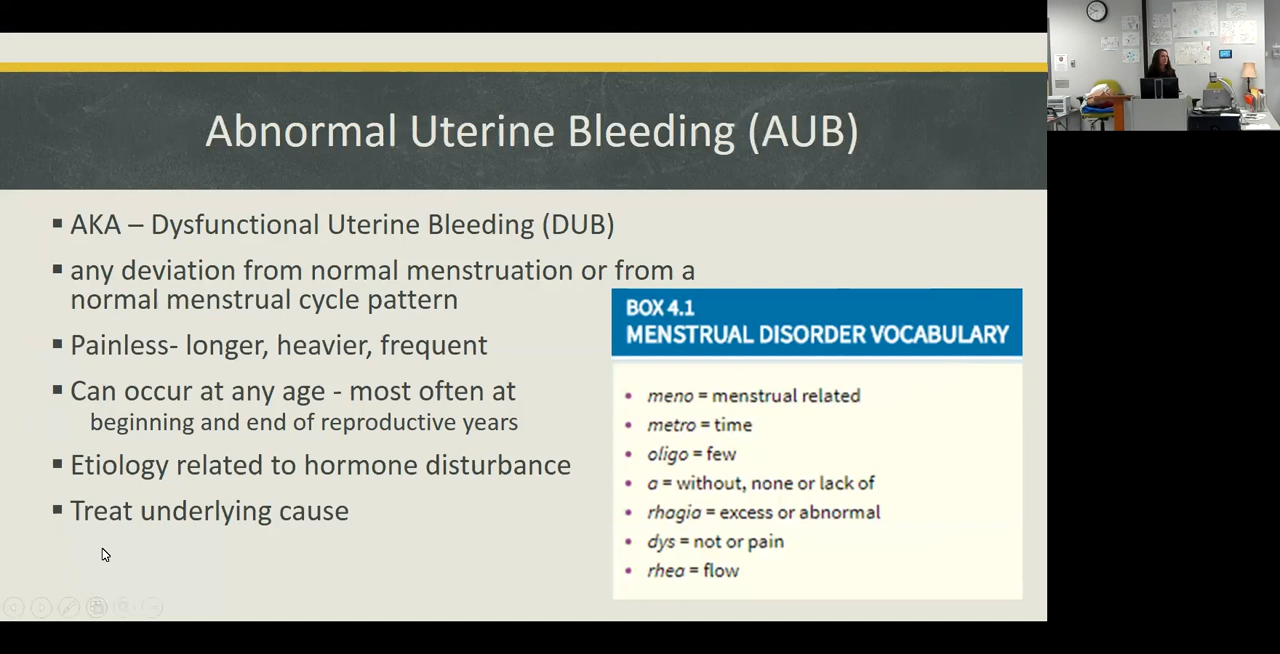 Abnormal Uterine Bleeding (AUB)
▪ AKA – Dysfunctional Uterine Bleeding (DUB)
▪ any deviation from normal menstruation or from a
normal menstrual cycle pattern
▪ Painless- longer, heavier, frequent
▪ Can occur at any age - most often at
beginning and end of reproductive years
▪ Etiology related to hormone disturbance
▪ Treat underlying cause
BOX 4.1
MENSTRUAL DISORDER VOCABULARY
• meno = menstrual related
• metro = time
• oligo = few
• a = without, none or lack of
• rhagia = excess or abnormal
• dys = not or pain
• rhea = flow